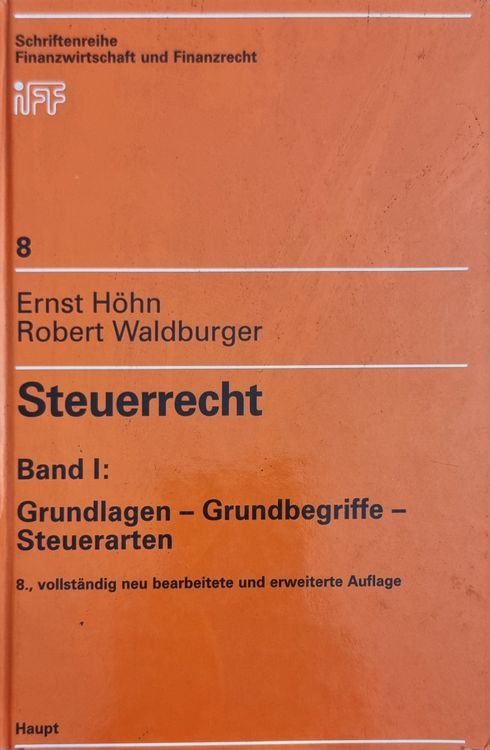 Schriftenreihe
Finanzwirtschaft und Finanzrecht
iFF
8
Ernst Höhn
Robert Waldburger
Steuerrecht
Band I:
Grundlagen – Grundbegriffe –
Steuerarten
8., vollständig neu bearbeitete und erweiterte Auflage
Haupt